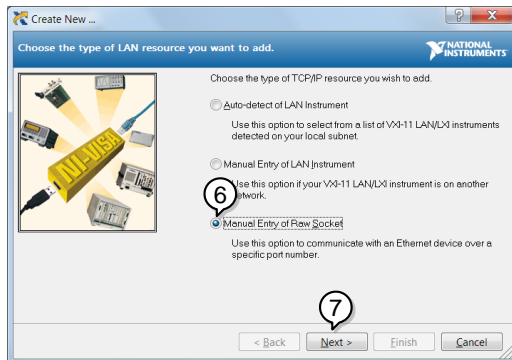 Create New ...
Choose the type of LAN resource you want to add.
NATIONAL
INSTRUMENTS
NI-VISA
Choose the type of TCP/IP resource you wish to add.
Auto-detect of LAN Instrument
Use this option to select from a list of VXI-11 LAN/LXI instruments
detected on your local subnet.
Manual Entry of LAN Instrument
6
Use this option if your VXI-11 LAN/LXI instrument is on another
network.
Manual Entry of Raw Socket
Use this option to communicate with an Ethernet device over a
specific port number.
7
< Back
Next >
Finish
Cancel